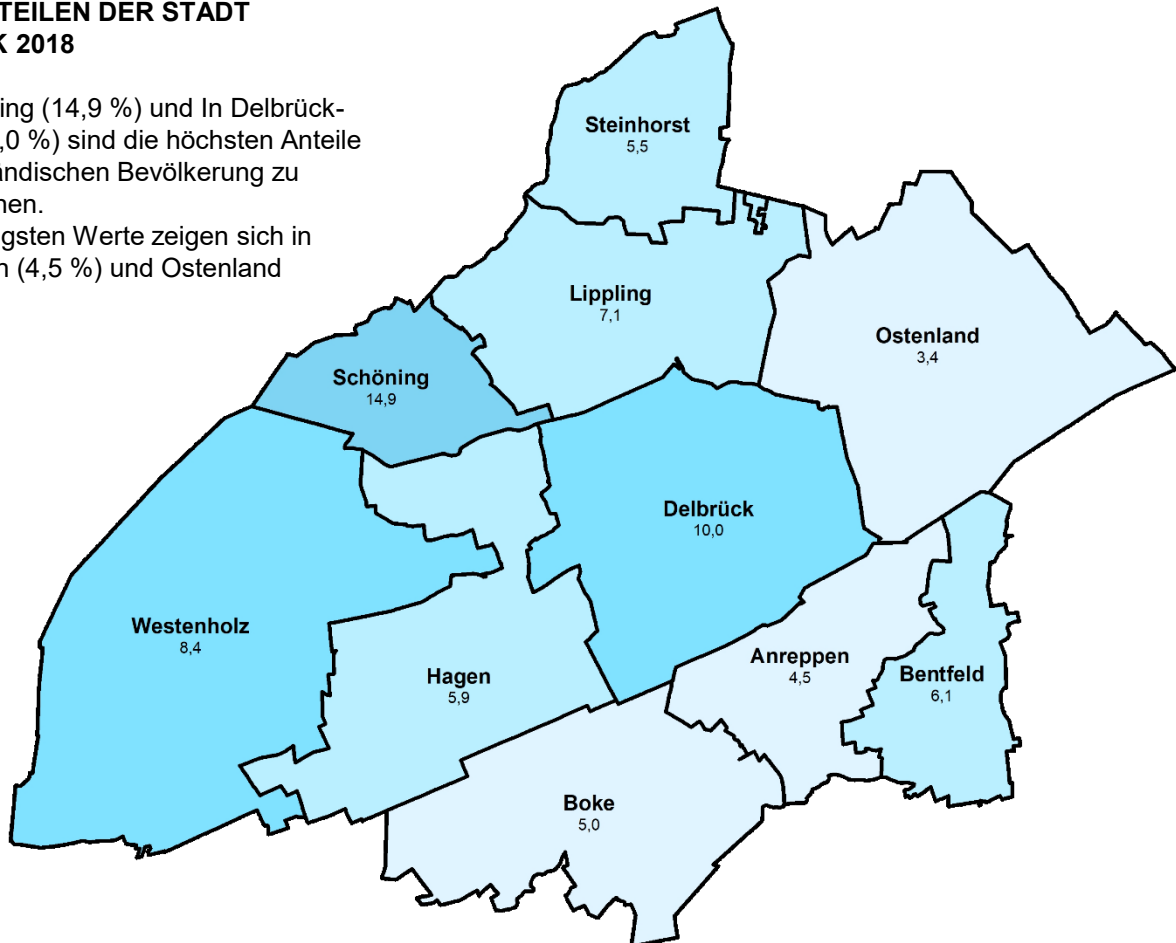 TEILEN DER STADT
K 2018
ing (14,9 %) und In Delbrück-
,0 %) sind die höchsten Anteile
ändischen Bevölkerung zu
nen.
gsten Werte zeigen sich in
n (4,5 %) und Ostenland
Steinhorst
5,5
Lippling
7,1
Ostenland
3,4
Schöning
14,9
Delbrück
10,0
Westenholz
8,4
Hagen
5,9
Anreppen
4,5
Bentfeld
6,1
Boke
5,0